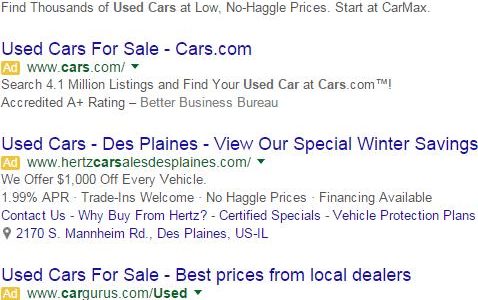 Find Thousands of Used Cars at Low, No-Haggle Prices. Start at CarMax.
Used Cars For Sale - Cars.com
Ad www.cars.com/
Search 4.1 Million Listings and Find Your Used Car at Cars.com™!
Accredited A+ Rating – Better Business Bureau
Used Cars - Des Plaines - View Our Special Winter Savings
Ad www.hertzcarsalesdesplaines.com/
We Offer $1,000 Off Every Vehicle.
1.99% APR · Trade-Ins Welcome · No Haggle Prices · Financing Available
Contact Us - Why Buy From Hertz? - Certified Specials - Vehicle Protection Plans
2170 S. Mannheim Rd., Des Plaines, US-IL
Used Cars For Sale - Best prices from local dealers
Ad www.cargurus.com/Used